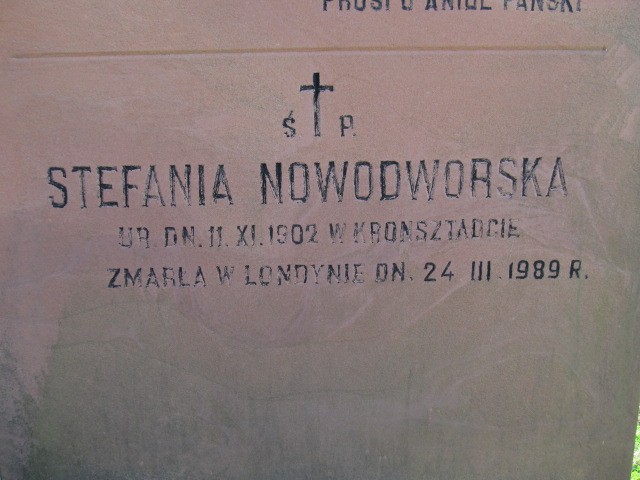 PROSI O ANIOŁ PAŃSKI
Ś P.
STEFANIA NOWODWORSKA
UR. DN. 11. XI. 1902 W KRONSZTADCIE
ZMARŁA W LONDYNIE DN. 24 III. 1989 R.